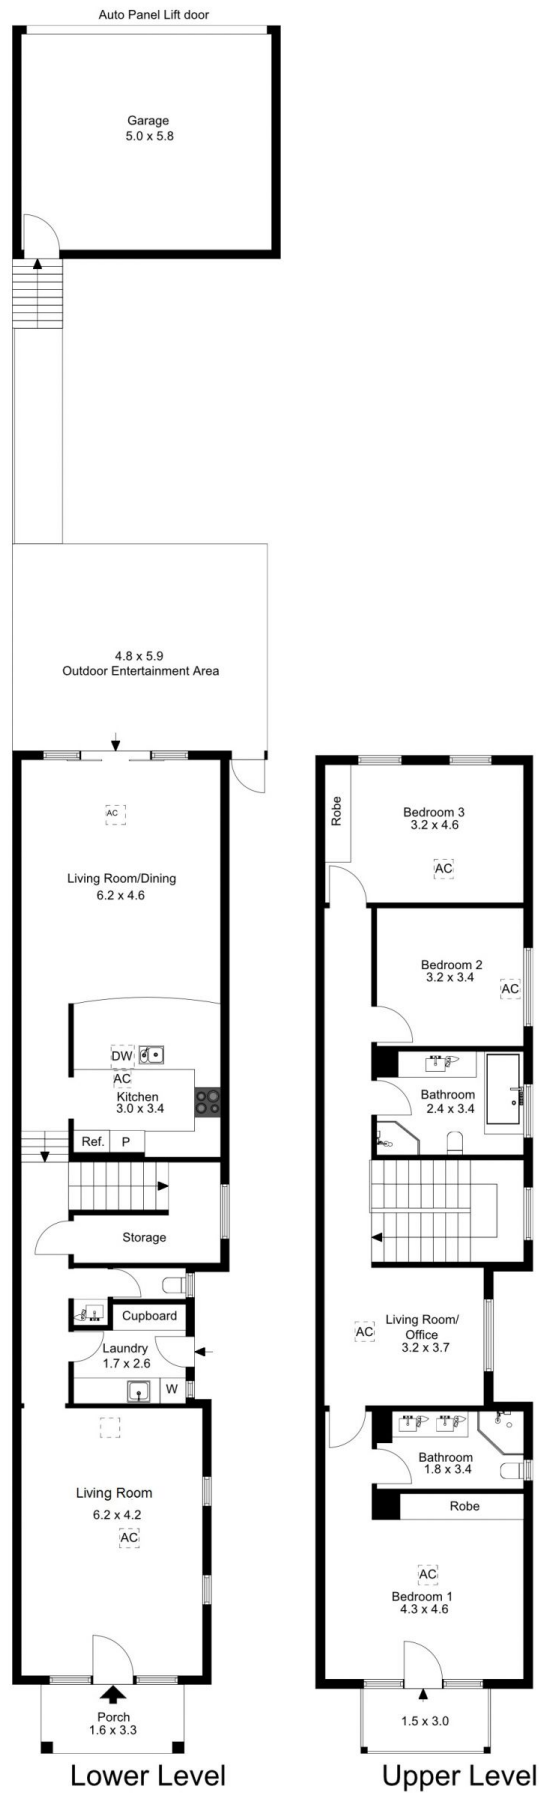 Auto Panel Lift door
Garage
5.0 x 5.8
4.8 x 5.9
Outdoor Entertainment Area
AC
Living Room/Dining
6.2 x 4.6
DW
AC
Kitchen
3.0 x 3.4
Ref.
P
Storage
Cupboard
Laundry
1.7 x 2.6
W
Living Room
6.2 x 4.2
AC
Porch
1.6 x 3.3
Lower Level
Robe
Bedroom 3
3.2 x 4.6
AC
Bedroom 2
3.2 x 3.4
AC
Bathroom
2.4 x 3.4
AC
Living Room/
Office
3.2 x 3.7
Bathroom
1.8 x 3.4
Robe
AC
Bedroom 1
4.3 x 4.6
1.5 x 3.0
Upper Level